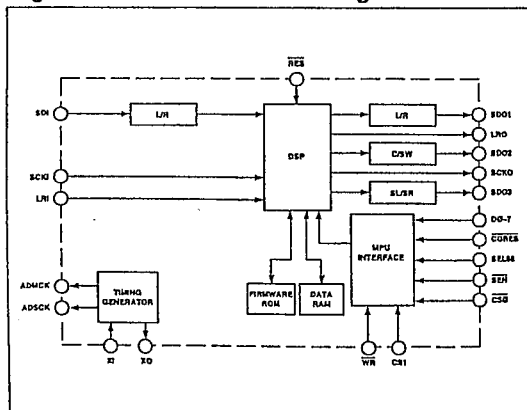 RES
SDI
L/R
L/R
SDO1
LRO
DSP
C/SW
SDO2
SCKI
SCKO
LRI
SL/SR
SDO3
D0-7
MPU
INTERFACE
CORES
SEL58
ADMCK
TIMING
GENERATOR
FIRMWARE
ROM
DATA
RAM
SEN
ADSCK
CS0
XI
XO
WR
CS1